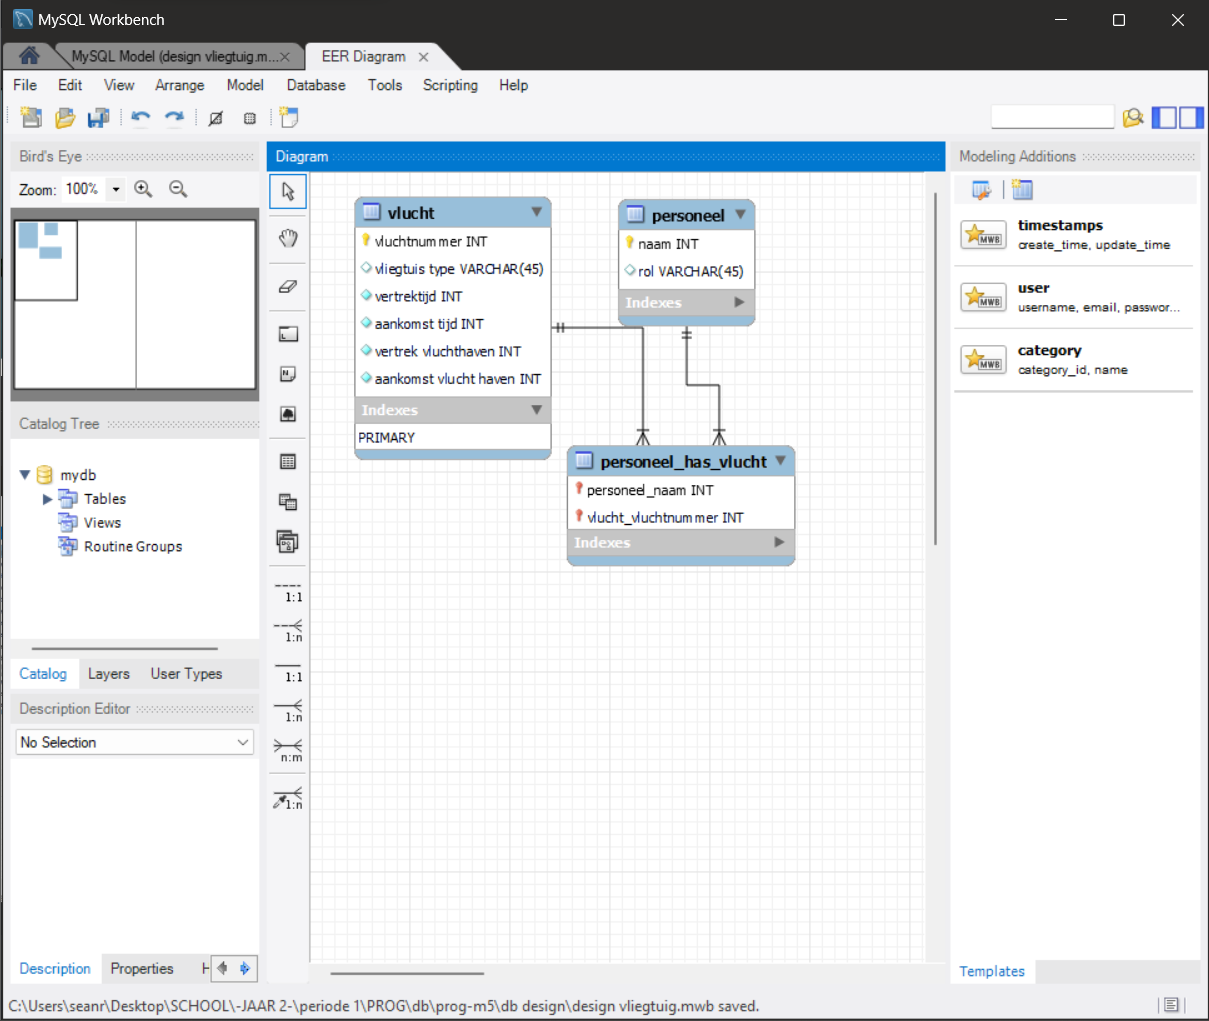 MySQL Workbench
MySQL Model (design vliegtuig.m...
EER Diagram
File Edit View Arrange Model Database Tools Scripting Help
Bird's Eye
Zoom: 100%
Diagram
Modeling Additions
vlucht
vluchtnummer INT
vliegtuis type VARCHAR(45)
vertrektijd INT
aankomst tijd INT
vertrek vluchthaven INT
aankomst vlucht haven INT
Indexes
PRIMARY
personeel
naam INT
rol VARCHAR(45)
Indexes
personeel_has_vlucht
personeel_naam INT
vlucht_vluchtnummer INT
Indexes
timestamps
create_time, update_time
user
username, email, passwor...
category
category_id, name
MWB
MWB
MWB
Catalog Tree
mydb
Tables
Views
Routine Groups
Catalog Layers User Types
Description Editor
No Selection
1:1
1:n
1:1
1:n
n:m
1:n
Description Properties H
Templates
C:\Users\seanr\Desktop\SCHOOL\-JAAR 2-\periode 1\PROG\db\prog-m5\db design\design vliegtuig.mwb saved.